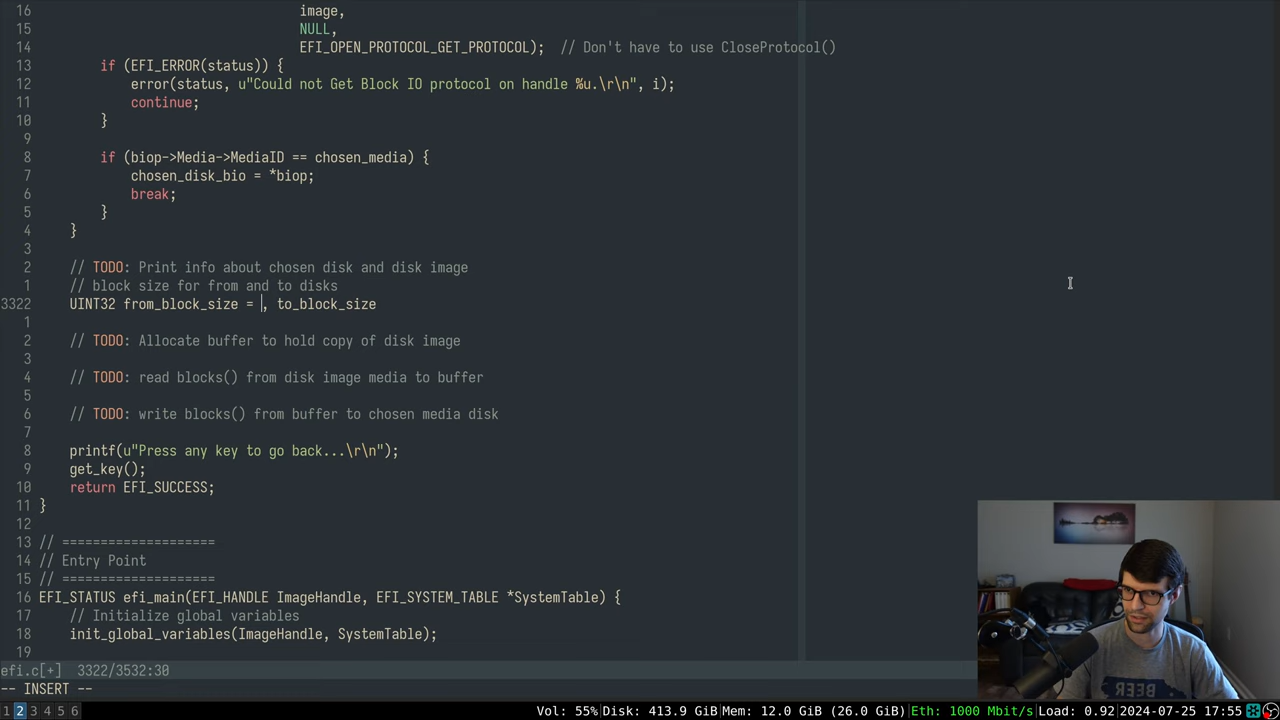 16                                  image,
15                                  NULL,
14                                  EFI_OPEN_PROTOCOL_GET_PROTOCOL);  // Don't have to use CloseProtocol()
13        if (EFI_ERROR(status)) {
12            error(status, u"Could not Get Block IO protocol on handle %u.\r\n", i);
11            continue;
10        }
9
8        if (biop->Media->MediaID == chosen_media) {
7            chosen_disk_bio = *biop;
6            break;
5        }
4    }
3
2    // TODO: Print info about chosen disk and disk image
1    // block size for from and to disks
3322    UINT32 from_block_size = , to_block_size
1
2    // TODO: Allocate buffer to hold copy of disk image
3
4    // TODO: read blocks() from disk image media to buffer
5
6    // TODO: write blocks() from buffer to chosen media disk
7
8    printf(u"Press any key to go back...\r\n");
9    get_key();
10    return EFI_SUCCESS;
11 }
12
13 // ====================
14 // Entry Point
15 // ====================
16 EFI_STATUS efi_main(EFI_HANDLE ImageHandle, EFI_SYSTEM_TABLE *SystemTable) {
17    // Initialize global variables
18    init_global_variables(ImageHandle, SystemTable);
19
efi.c[+]  3322/3532:30
-- INSERT --
1 2 3 4 5 6 Vol: 55% Disk: 413.9 GiB Mem: 12.0 GiB (26.0 GiB) Eth: 1000 Mbit/s Load: 0.92 2024-07-25 17:55
BEER